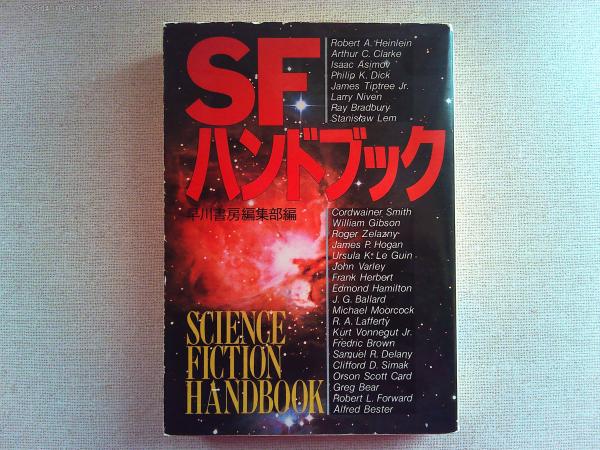 SF
ハンドブック
早川書房編集部編
Robert A. Heinlein
Arthur C. Clarke
Isaac Asimov
Philip K. Dick
James Tiptree Jr.
Larry Niven
Ray Bradbury
Stanisław Lem
Cordwainer Smith
William Gibson
Roger Zelazny
James P. Hogan
Ursula K. Le Guin
John Varley
Frank Herbert
Edmond Hamilton
J. G. Ballard
Michael Moorcock
R. A. Lafferty
Kurt Vonnegut Jr.
Fredric Brown
Samuel R. Delany
Clifford D. Simak
Orson Scott Card
Greg Bear
Robert L. Forward
Alfred Bester
SCIENCE
FICTION
HANDBOOK